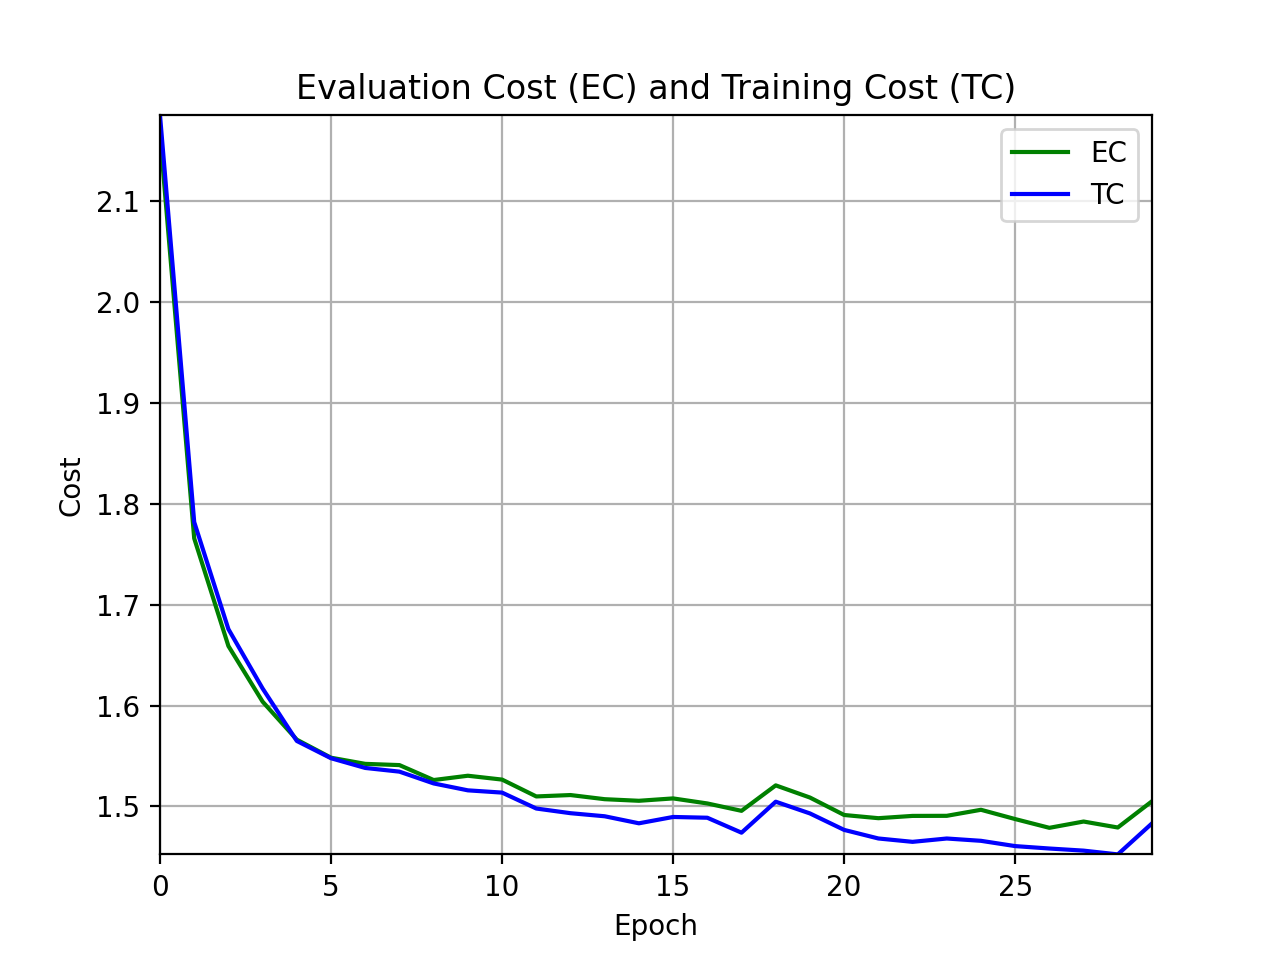 Evaluation Cost (EC) and Training Cost (TC)
EC
TC
2.1
2.0
1.9
1.8
1.7
1.6
1.5
Cost
0 5 10 15 20 25
Epoch